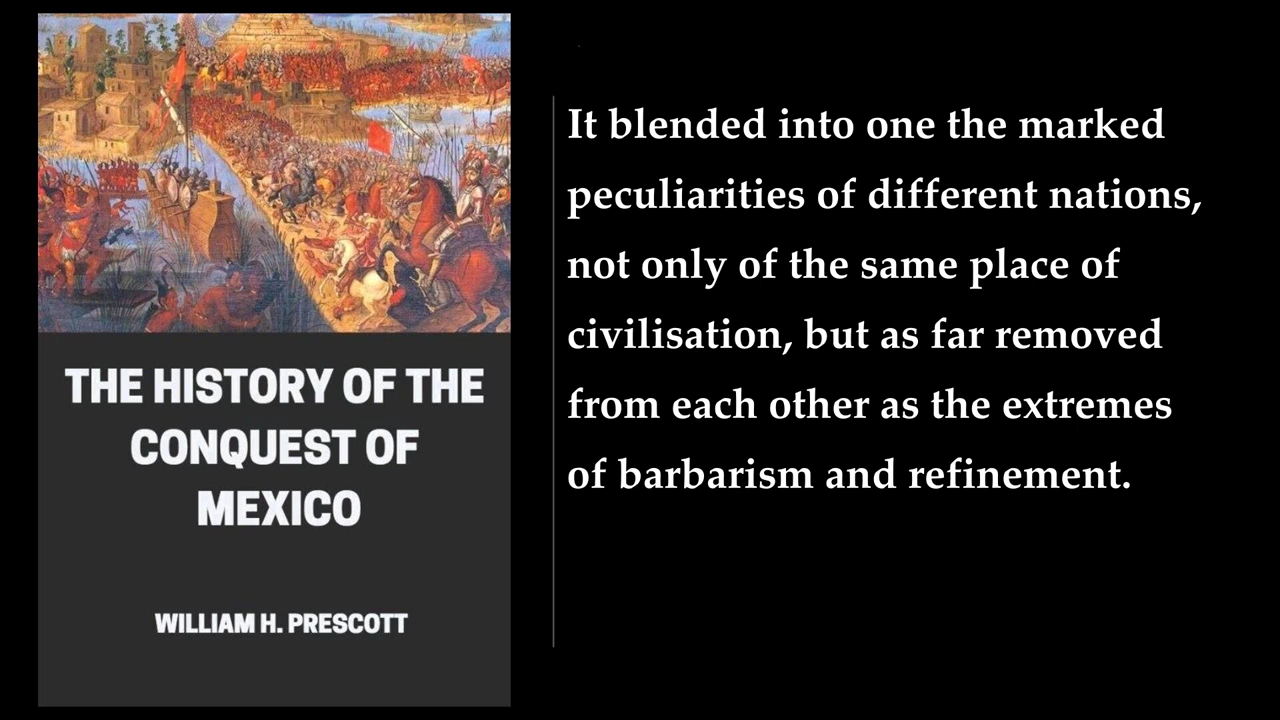 THE HISTORY OF THE
CONQUEST OF
MEXICO
WILLIAM H. PRESCOTT
It blended into one the marked
peculiarities of different nations,
not only of the same place of
civilisation, but as far removed
from each other as the extremes
of barbarism and refinement.